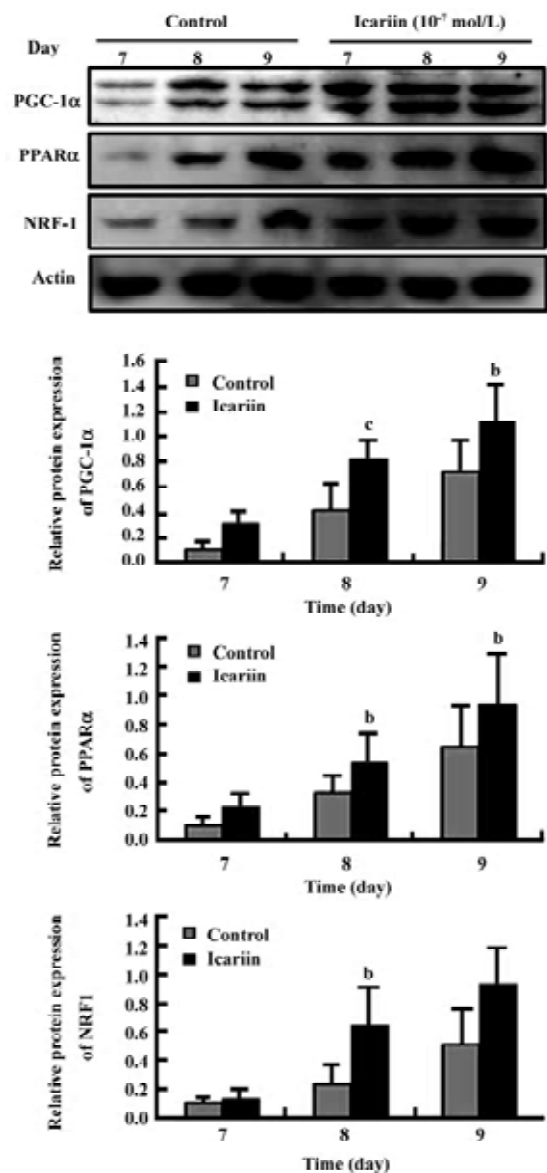 Control Icariin (10⁻⁷ mol/L)
Day 7 8 9 7 8 9
PGC-1α
PPARα
NRF-1
Actin
Relative protein expression
of PGC-1α
1.6
1.4
1.2
1.0
0.8
0.6
0.4
0.2
0.0
Control
Icariin
c
b
7 8 9
Time (day)
Relative protein expression
of PPARα
1.4
1.2
1.0
0.8
0.6
0.4
0.2
0.0
Control
Icariin
b
b
7 8 9
Time (day)
Relative protein expression
of NRF1
1.4
1.2
1.0
0.8
0.6
0.4
0.2
0.0
Control
Icariin
b
7 8 9
Time (day)